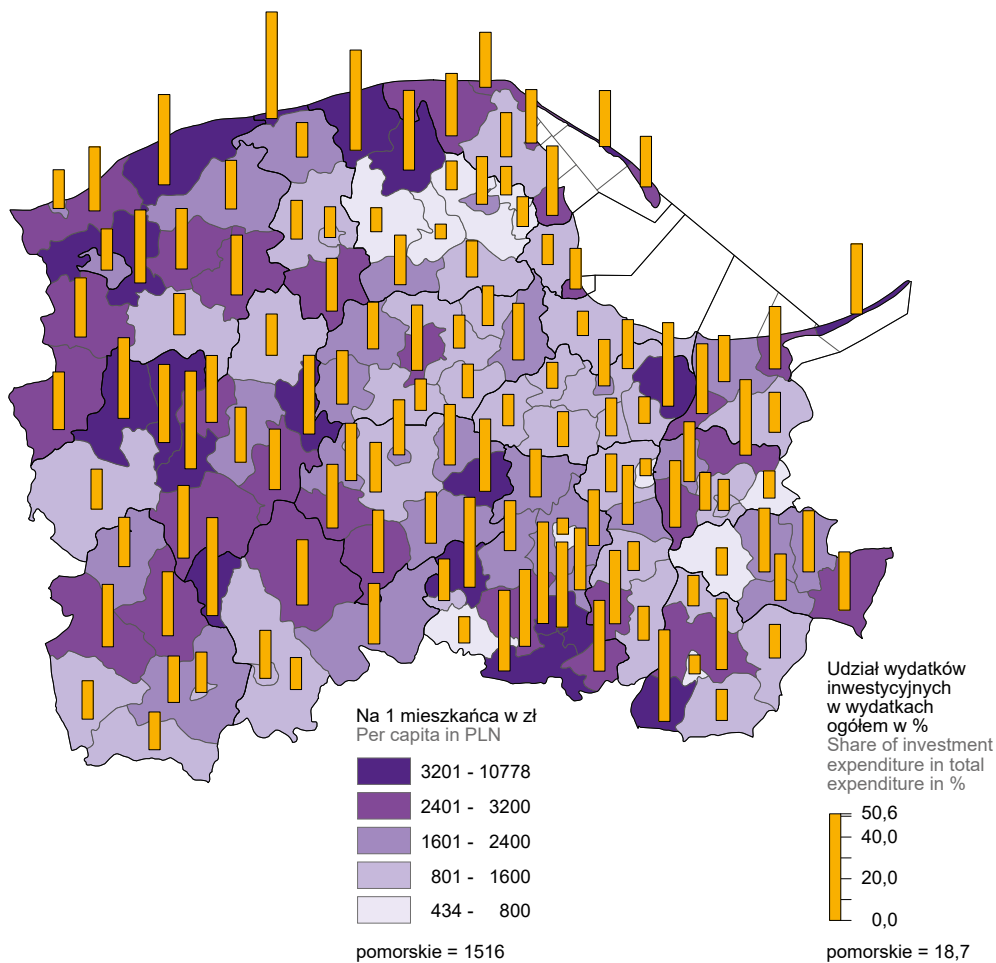 Na 1 mieszkańca w zł
Per capita in PLN
3201 - 10778
2401 - 3200
1601 - 2400
801 - 1600
434 - 800
pomorskie = 1516
Udział wydatków
inwestycyjnych
w wydatkach
ogółem w %
Share of investment
expenditure in total
expenditure in %
50,6
40,0
20,0
0,0
pomorskie = 18,7